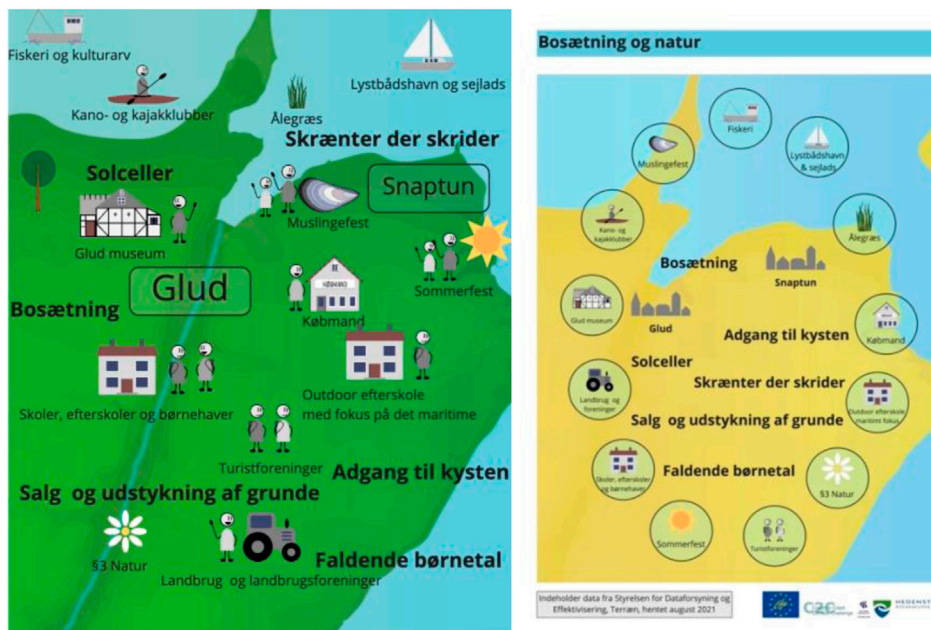 Fiskeri og kulturarv
Lystbådshavn og sejlads
Kano- og kajakklubber
Ålegræs
Skrænter der skrider
Solceller
Snaptun
Muslingefest
Glud museum
Sommerfest
Glud
Bosætning
Købmand
Skoler, efterskoler og børnehaver
Outdoor efterskole
med fokus på det maritime
Turistforeninger
Adgang til kysten
Salg og udstykning af grunde
§3 Natur
Faldende børnetal
Landbrug og landbrugsforeninger
Bosætning og natur
Fiskeri
Muslingefest
Lystbådshavn
& sejlads
Kano- og
kajakklubber
Ålegræs
Bosætning
Snaptun
Glud museum
Glud
Adgang til kysten
Købmand
Solceller
Skrænter der skrider
Landbrug og
foreninger
Outdoor efterskole
maritimt fokus
Salg og udstykning af grunde
Faldende børnetal
Skoler, efterskoler
og børnehaver
§3 Natur
Sommerfest
Turistforeninger
Indeholder data fra Styrelsen for Dataforsyning og
Effektivisering, Terræn, hentet august 2021
C2C